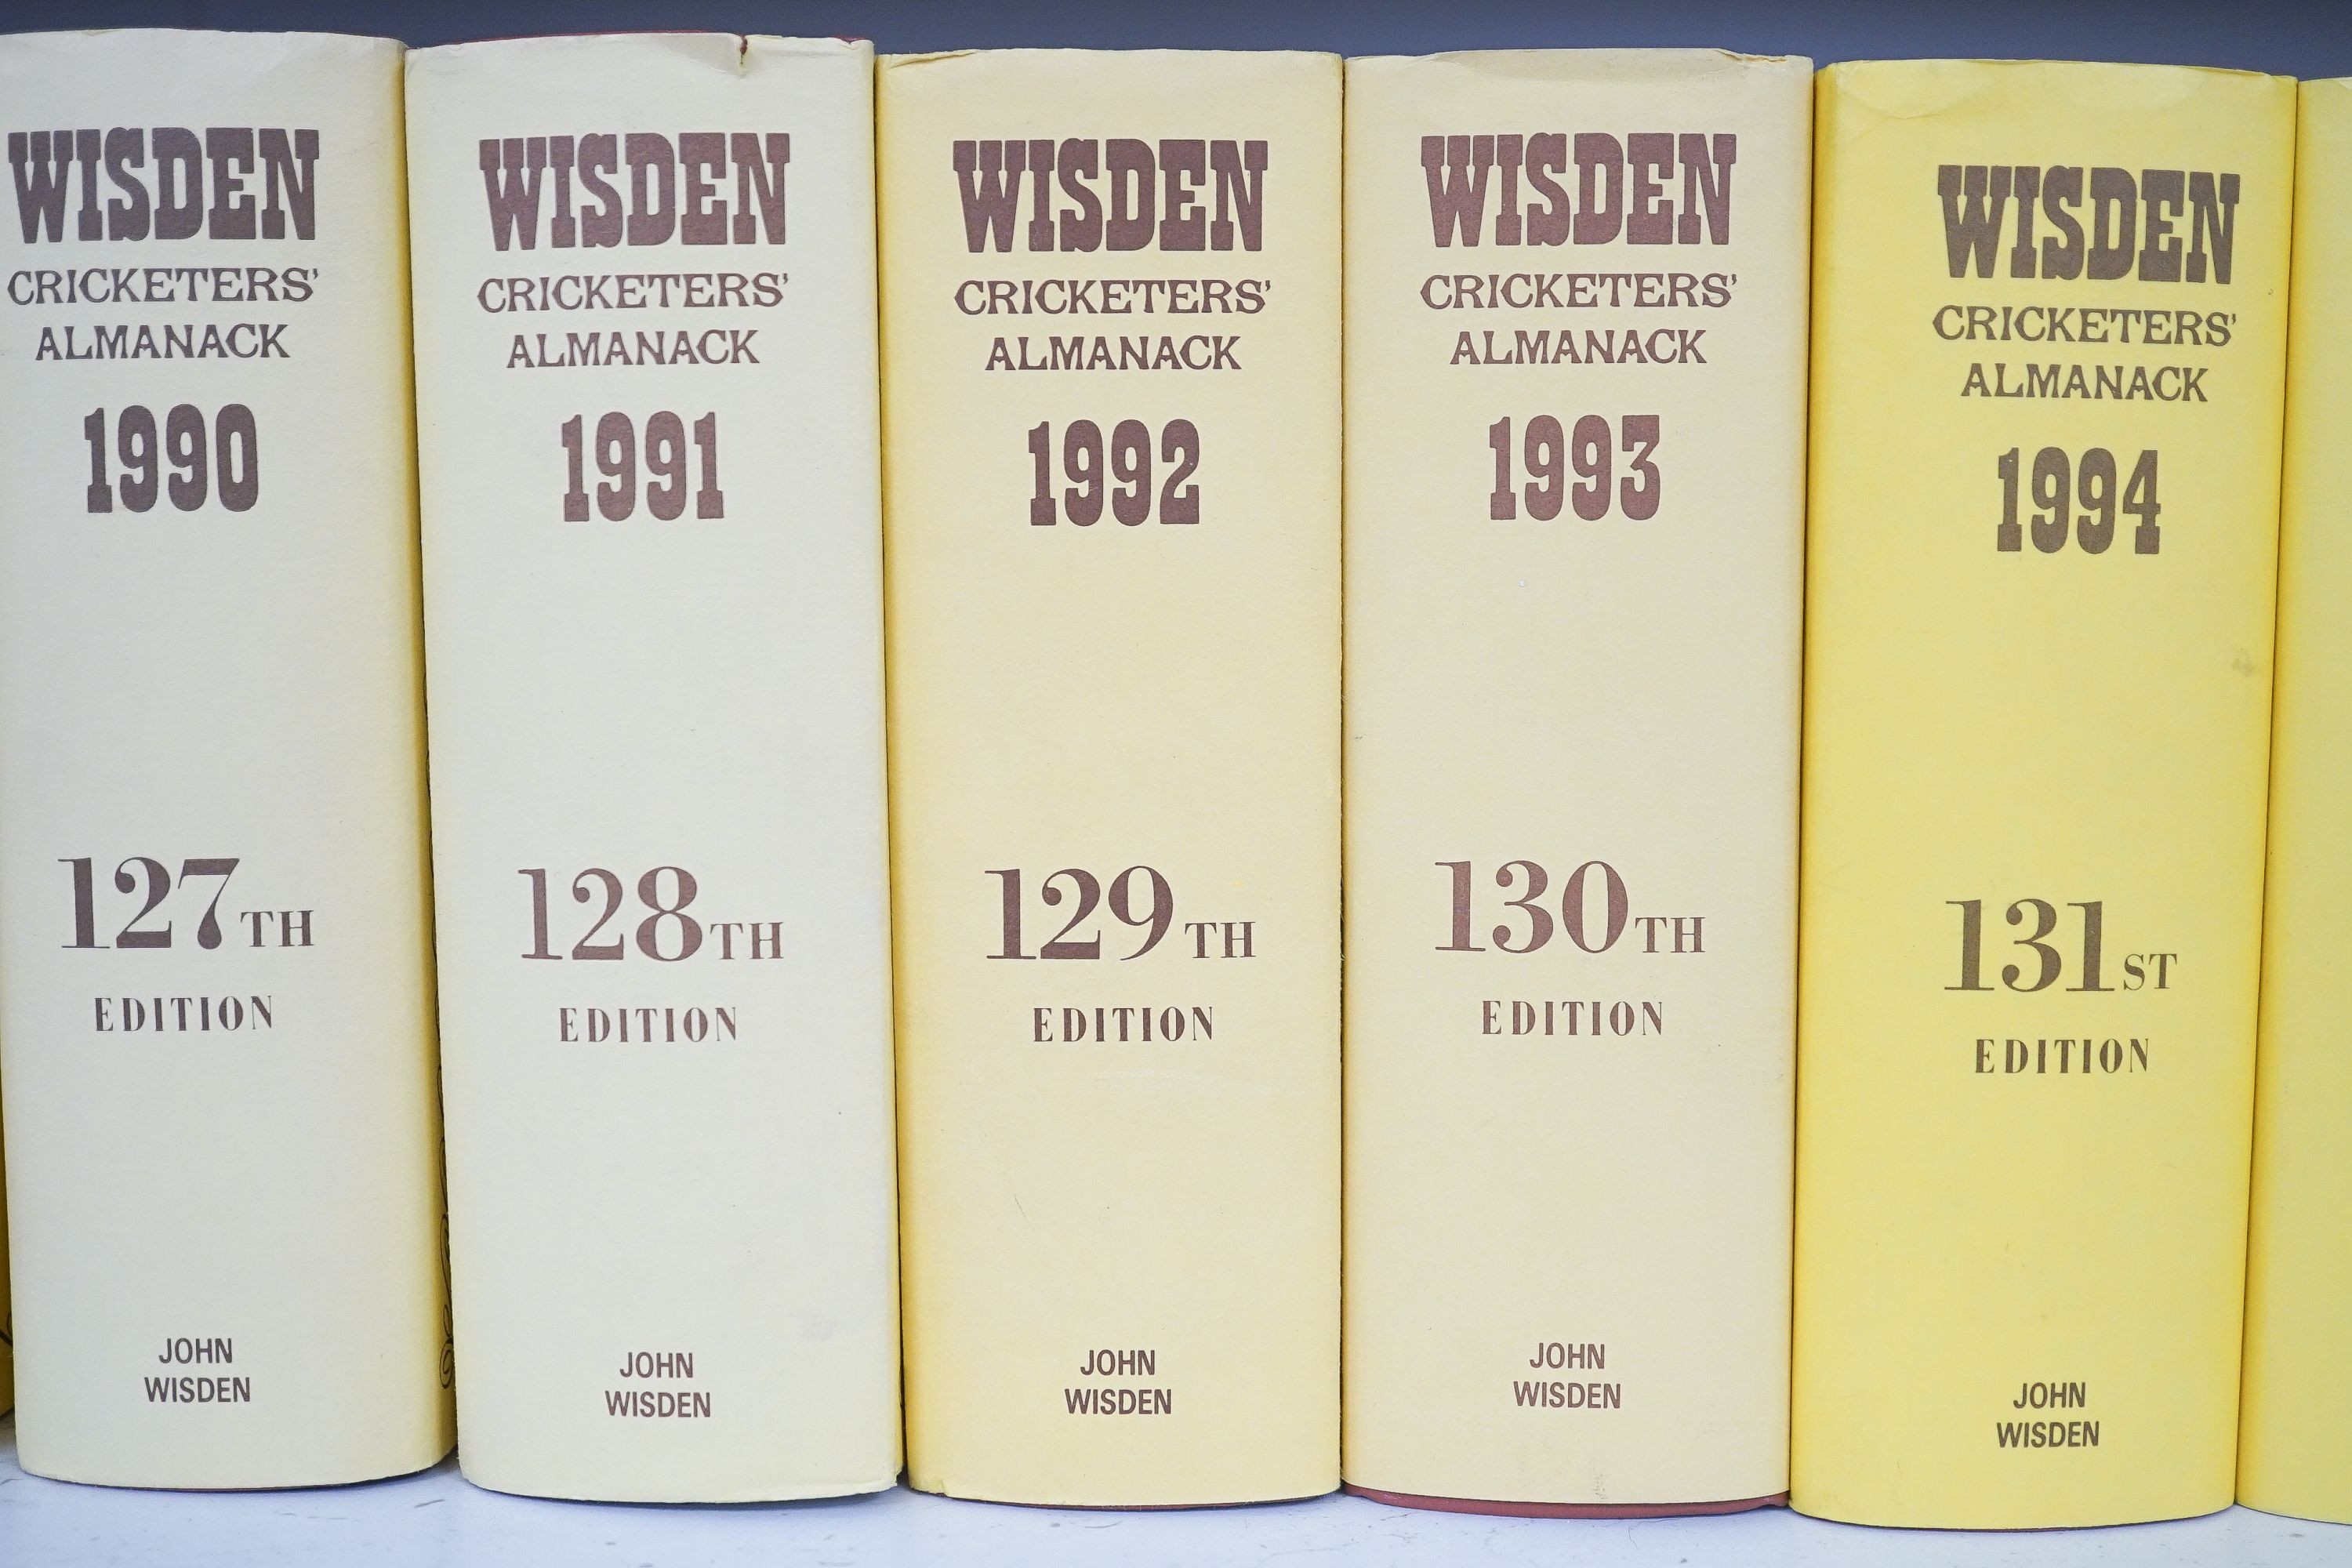 WISDEN
CRICKETERS'
ALMANACK
1990
127TH
EDITION
JOHN
WISDEN
WISDEN
CRICKETERS'
ALMANACK
1991
128TH
EDITION
JOHN
WISDEN
WISDEN
CRICKETERS'
ALMANACK
1992
129TH
EDITION
JOHN
WISDEN
WISDEN
CRICKETERS'
ALMANACK
1993
130TH
EDITION
JOHN
WISDEN
WISDEN
CRICKETERS'
ALMANACK
1994
131ST
EDITION
JOHN
WISDEN